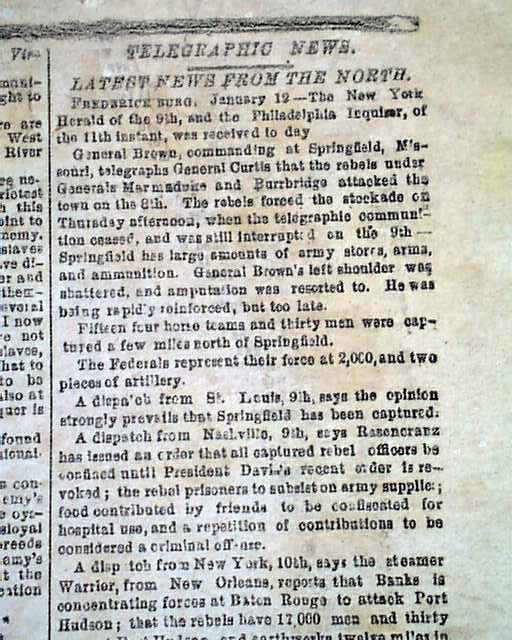 TELEGRAPHIC NEWS.
LATEST NEWS FROM THE NORTH.
FREDERICK BURG, January 12—The New York
Herald of the 9th, and the Philadelphia Icquirer, of
the 11th instant, was received to day
General Brown, commanding at Springfield, M's-
souri, telegraphs General Curtis that the rebels under
Generals Marmaduke and Burrbridge attacked the
town on the 8th. The rebels forced the stockade on
Thursday afternoon, when the telegraphic communi-
tion ceased, and was still interrupted on the 9th—
Springfield has large amounts of army stores, arms,
and ammunition. General Brown's left shoulder was
shattered, and amputation was resorted to. He was
being rapidly reinforced, but too late.
Fifteen four horse teams and thirty men were cap-
tured a few miles north of Springfield.
The Federals represent their force at 2,000, and two
pieces of artillery.
A dispatch from St. Louis, 9th, says the opinion
strongly prevails that Springfield has been captured.
A dispatch from Nashville, 9th, says Rosencranz
has issued an order that all captured rebel officers be
confined until President Davis's recent order is re-
voked; the rebel prisoners to subsist on army supplies;
food contributed by friends to be confiscated for
hospital use, and a repetition of contributions to be
considered a criminal offense.
A dispatch from New York, 10th, says the steamer
Warrior, from New Orleans, reports that Banks is
concentrating forces at Baton Rouge to attack Port
Hudson; that the rebels have 17,000 men and thirty
Hudson, and earthworks twelve miles in